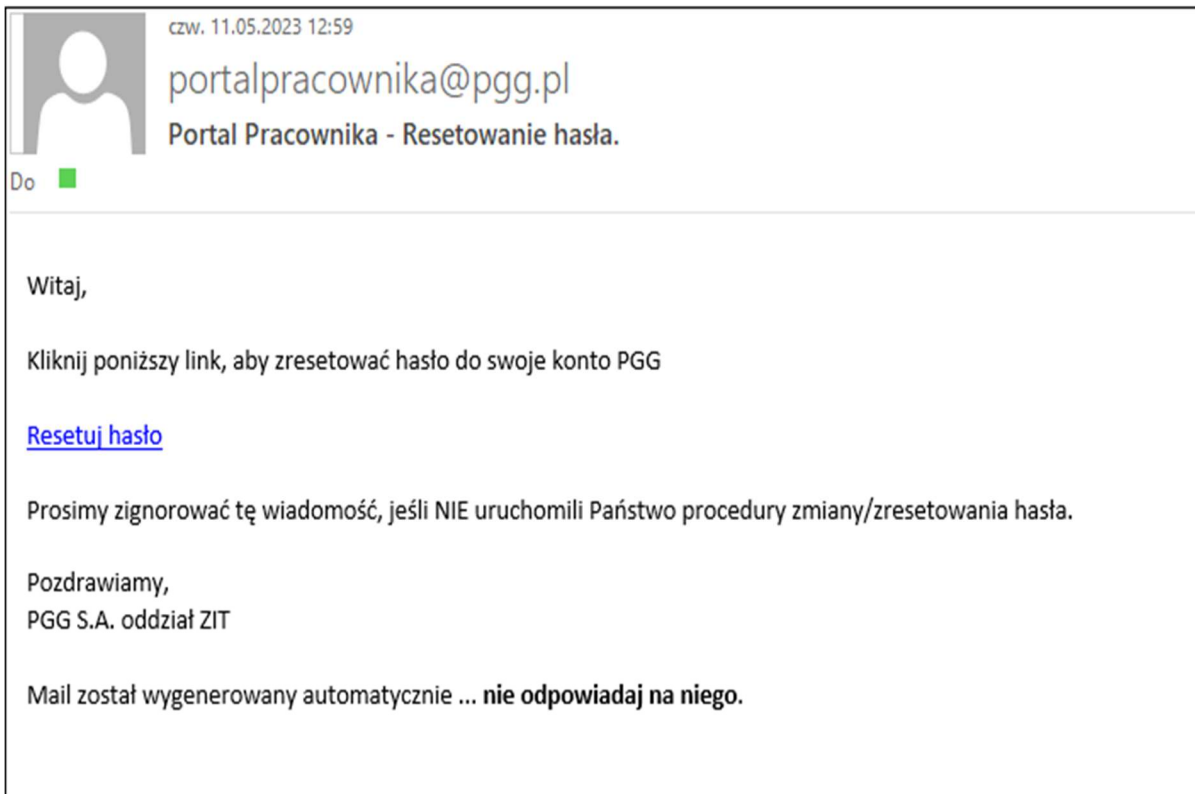 czw. 11.05.2023 12:59
portalpracownika@pgg.pl
Portal Pracownika - Resetowanie hasła.
Do
Witaj,
Kliknij poniższy link, aby zresetować hasło do swoje konto PGG
Resetuj hasło
Prosimy zignorować tę wiadomość, jeśli NIE uruchomili Państwo procedury zmiany/zresetowania hasła.
Pozdrawiamy,
PGG S.A. oddział ZIT
Mail został wygenerowany automatycznie ... nie odpowiadaj na niego.